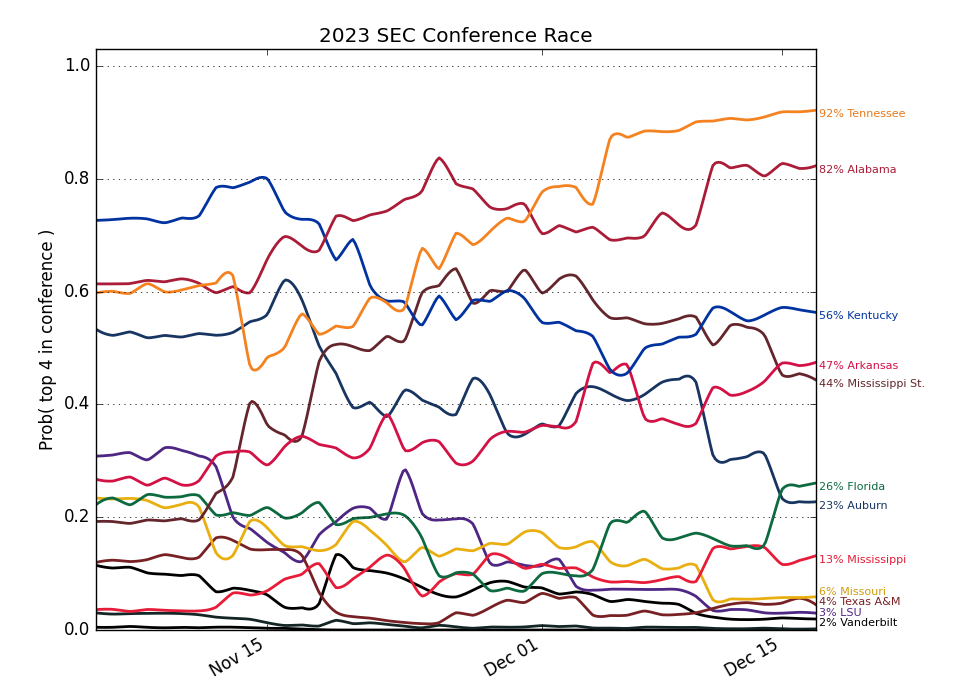 2023 SEC Conference Race
Prob( top 4 in conference )
1.0
0.8
0.6
0.4
0.2
0.0
Nov 15
Dec 01
Dec 15
92% Tennessee
82% Alabama
56% Kentucky
47% Arkansas
44% Mississippi St.
26% Florida
23% Auburn
13% Mississippi
6% Missouri
4% Texas A&M
3% LSU
2% Vanderbilt